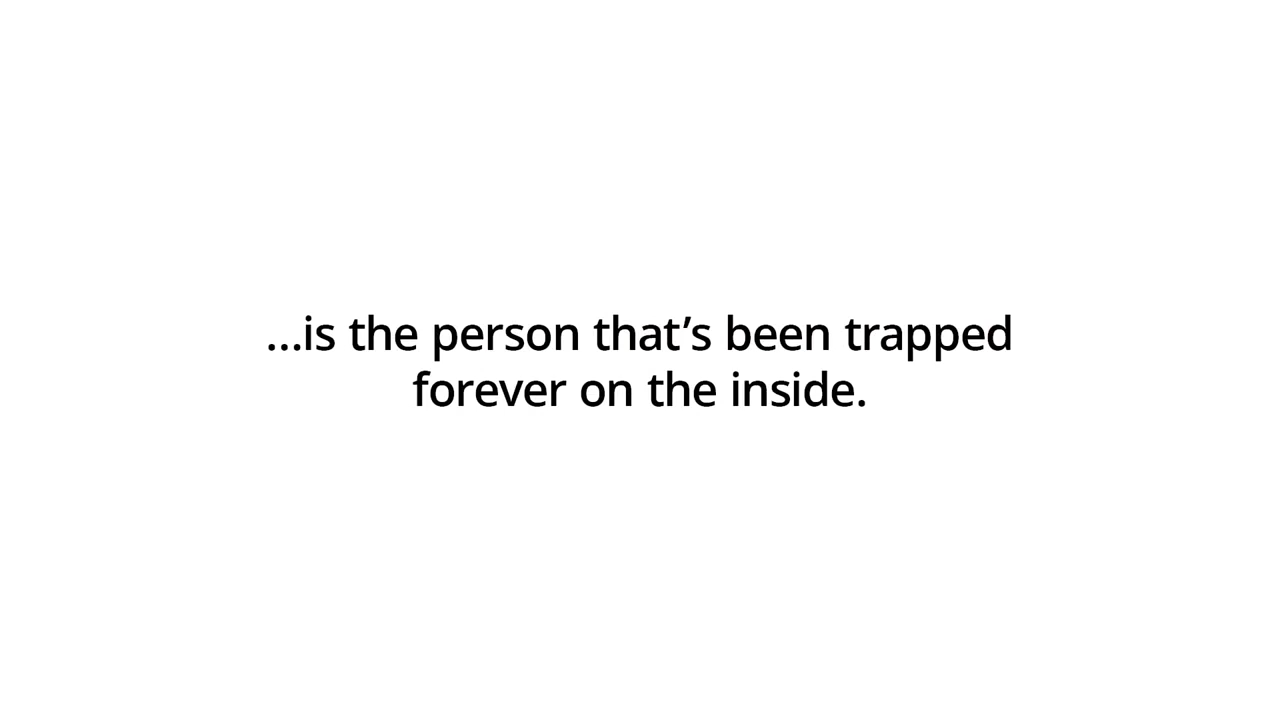 ...is the person that’s been trapped
forever on the inside.